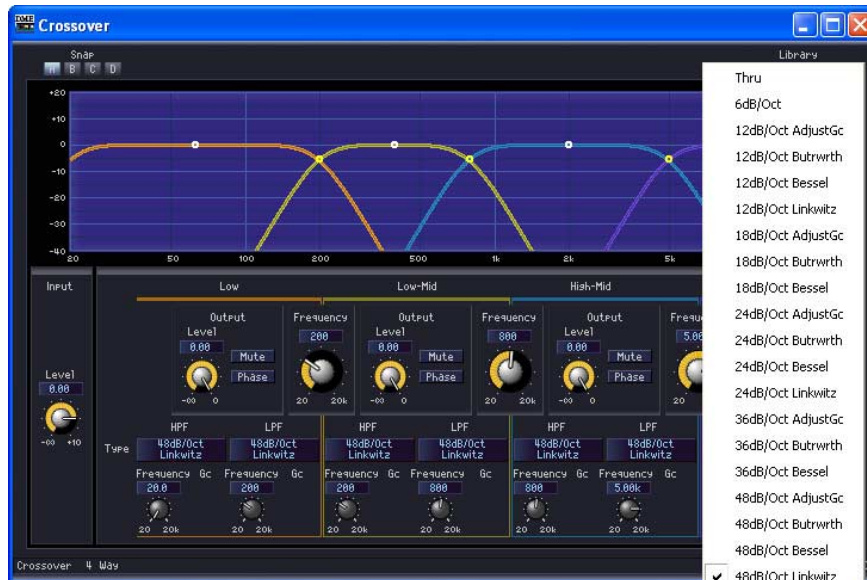 DME Crossover
Snap
Library
A B C D
+20
+10
0
-10
-20
-30
-40
20 50 100 200 500 1k 2k 5k
Input
Low Low-Mid High-Mid
Level
0.00
-∞ +10
Output
Level
0.00
Mute
Phase
-∞ 0
Frequency
200
20 20k
Output
Level
0.00
Mute
Phase
-∞ 0
Frequency
800
20 20k
Output
Level
0.00
Mute
Phase
-∞ 0
20
Type
HPF LPF HPF LPF HPF LPF
48dB/Oct Linkwitz 48dB/Oct Linkwitz 48dB/Oct Linkwitz 48dB/Oct Linkwitz 48dB/Oct Linkwitz 48dB/Oct Linkwitz
Frequency Gc Frequency Gc Frequency Gc Frequency Gc Frequency Gc Frequency Gc
20.0 200 200 800 800 5.00k
20 20k 20 20k 20 20k 20 20k 20 20k 20 20k
Crossover 4 Way
Thru
6dB/Oct
12dB/Oct AdjustGc
12dB/Oct Butrwrth
12dB/Oct Bessel
12dB/Oct Linkwitz
18dB/Oct AdjustGc
18dB/Oct Butrwrth
18dB/Oct Bessel
24dB/Oct AdjustGc
24dB/Oct Butrwrth
24dB/Oct Bessel
24dB/Oct Linkwitz
36dB/Oct AdjustGc
36dB/Oct Butrwrth
36dB/Oct Bessel
48dB/Oct AdjustGc
48dB/Oct Butrwrth
48dB/Oct Bessel
48dB/Oct Linkwitz